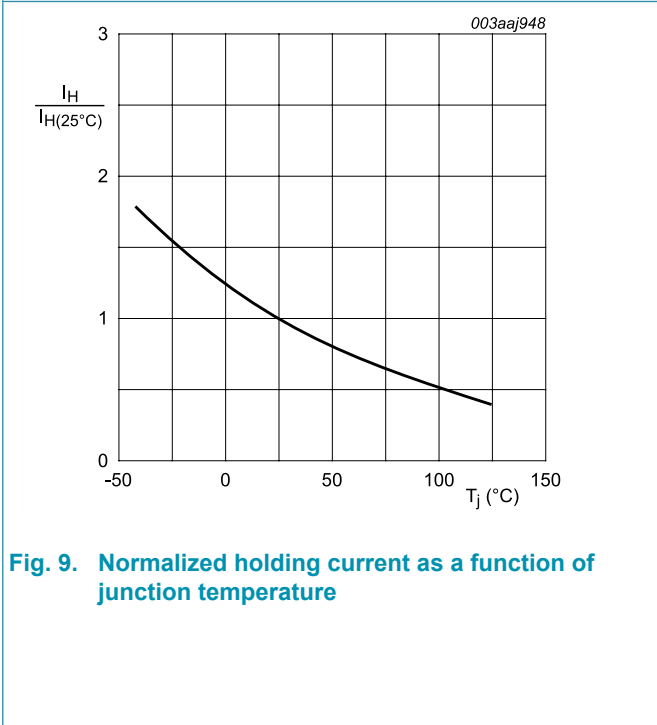 003aaj948
3
I_H
I_H(25°C)
2
1
0
-50 0 50 100 150
T_j (°C)
Fig. 9. Normalized holding current as a function of
junction temperature